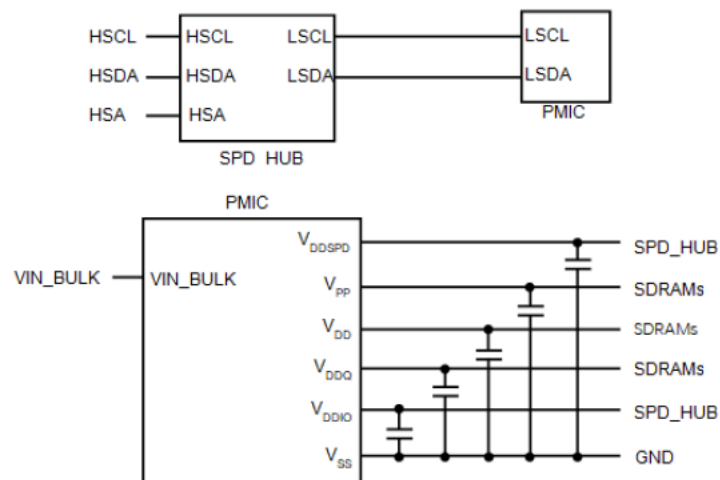 HSCL HSCL LSCL LSCL
HSDA HSDA LSDA LSDA
HSA HSA
PMIC
SPD HUB
PMIC
VDDSPD SPD_HUB
VIN_BULK VIN_BULK
VPP SDRAMs
VDD SDRAMs
VDDQ SDRAMs
VDDIO SPD_HUB
VSS GND